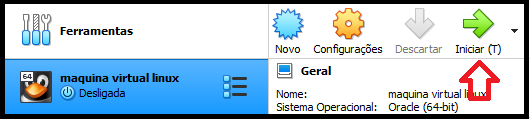 Ferramentas
Novo
Configurações
Descartar
Iniciar (T)
64
maquina virtual linux
Desligada
Geral
Nome: maquina virtual linux
Sistema Operacional: Oracle (64-bit)